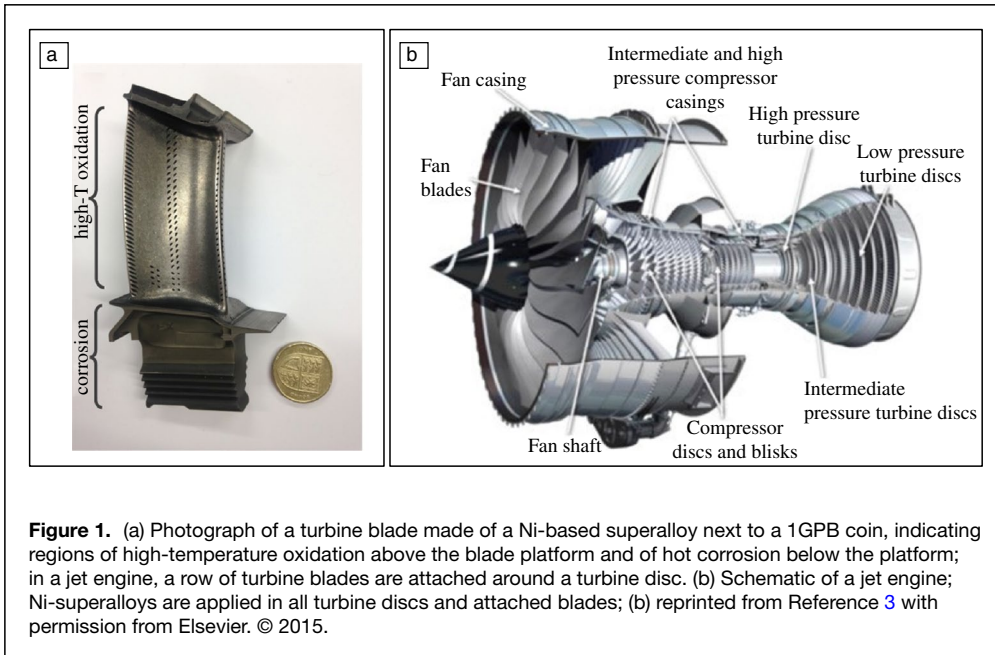 a
high-T oxidation
corrosion
b
Fan casing
Intermediate and high
pressure compressor
casings
High pressure
turbine disc
Low pressure
turbine discs
Fan
blades
Intermediate
pressure turbine discs
Fan shaft
Compressor
discs and blisks
Figure 1. (a) Photograph of a turbine blade made of a Ni-based superalloy next to a 1GPB coin, indicating
regions of high-temperature oxidation above the blade platform and of hot corrosion below the platform;
in a jet engine, a row of turbine blades are attached around a turbine disc. (b) Schematic of a jet engine;
Ni-superalloys are applied in all turbine discs and attached blades; (b) reprinted from Reference 3 with
permission from Elsevier. © 2015.